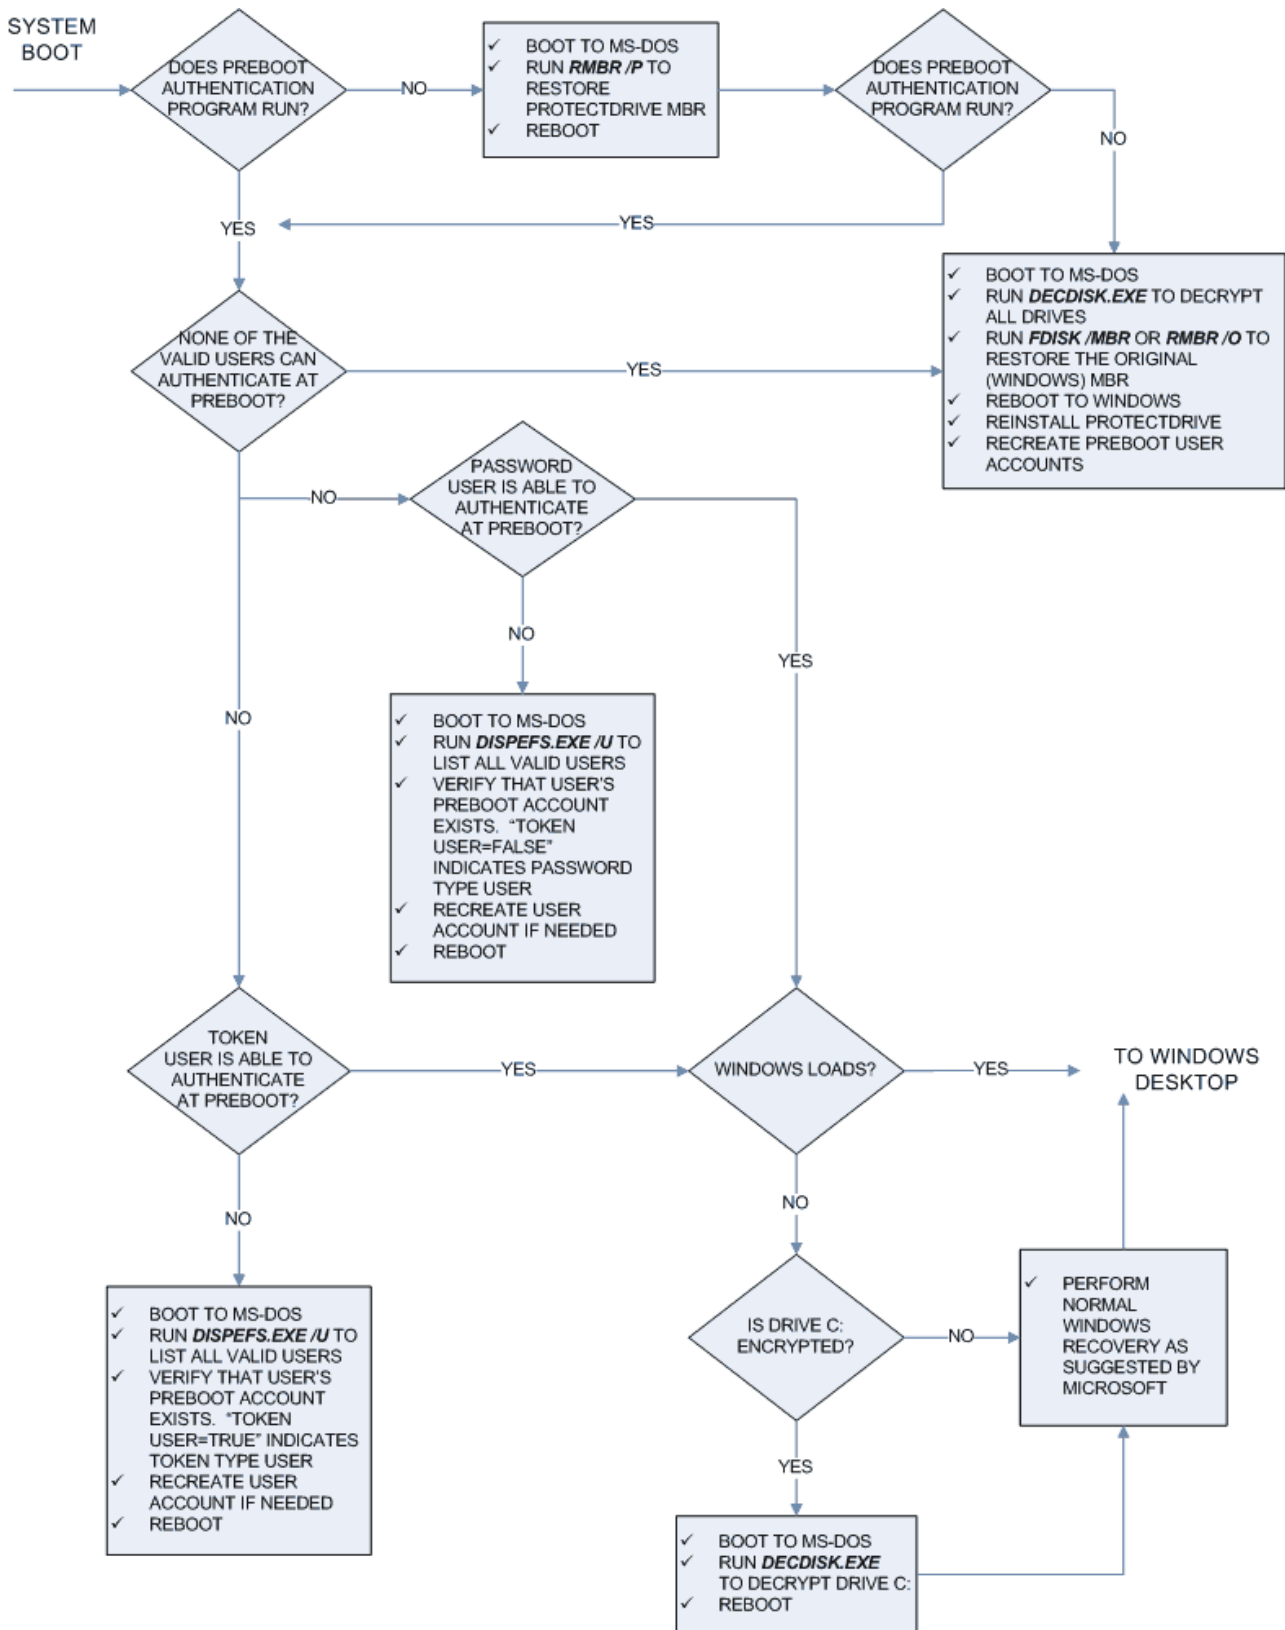 SYSTEM
BOOT
DOES PREBOOT
AUTHENTICATION
PROGRAM RUN?
NO
✓ BOOT TO MS-DOS
✓ RUN RMBR /P TO
RESTORE
PROTECTDRIVE MBR
✓ REBOOT
DOES PREBOOT
AUTHENTICATION
PROGRAM RUN?
NO
YES
YES
✓ BOOT TO MS-DOS
✓ RUN DECDISK.EXE TO DECRYPT
ALL DRIVES
✓ RUN FDISK /MBR OR RMBR /O TO
RESTORE THE ORIGINAL
(WINDOWS) MBR
✓ REBOOT TO WINDOWS
✓ REINSTALL PROTECTDRIVE
✓ RECREATE PREBOOT USER
ACCOUNTS
NONE OF THE
VALID USERS CAN
AUTHENTICATE AT
PREBOOT?
YES
NO
PASSWORD
USER IS ABLE TO
AUTHENTICATE
AT PREBOOT?
NO
YES
NO
✓ BOOT TO MS-DOS
✓ RUN DISPEFS.EXE /U TO
LIST ALL VALID USERS
✓ VERIFY THAT USER'S
PREBOOT ACCOUNT
EXISTS. “TOKEN
USER=FALSE”
INDICATES PASSWORD
TYPE USER
✓ RECREATE USER
ACCOUNT IF NEEDED
✓ REBOOT
TOKEN
USER IS ABLE TO
AUTHENTICATE
AT PREBOOT?
YES
WINDOWS LOADS?
YES
TO WINDOWS
DESKTOP
NO
NO
✓ BOOT TO MS-DOS
✓ RUN DISPEFS.EXE /U TO
LIST ALL VALID USERS
✓ VERIFY THAT USER'S
PREBOOT ACCOUNT
EXISTS. “TOKEN
USER=TRUE” INDICATES
TOKEN TYPE USER
✓ RECREATE USER
ACCOUNT IF NEEDED
✓ REBOOT
IS DRIVE C:
ENCRYPTED?
NO
✓ PERFORM
NORMAL
WINDOWS
RECOVERY AS
SUGGESTED BY
MICROSOFT
YES
✓ BOOT TO MS-DOS
✓ RUN DECDISK.EXE
TO DECRYPT DRIVE C:
✓ REBOOT